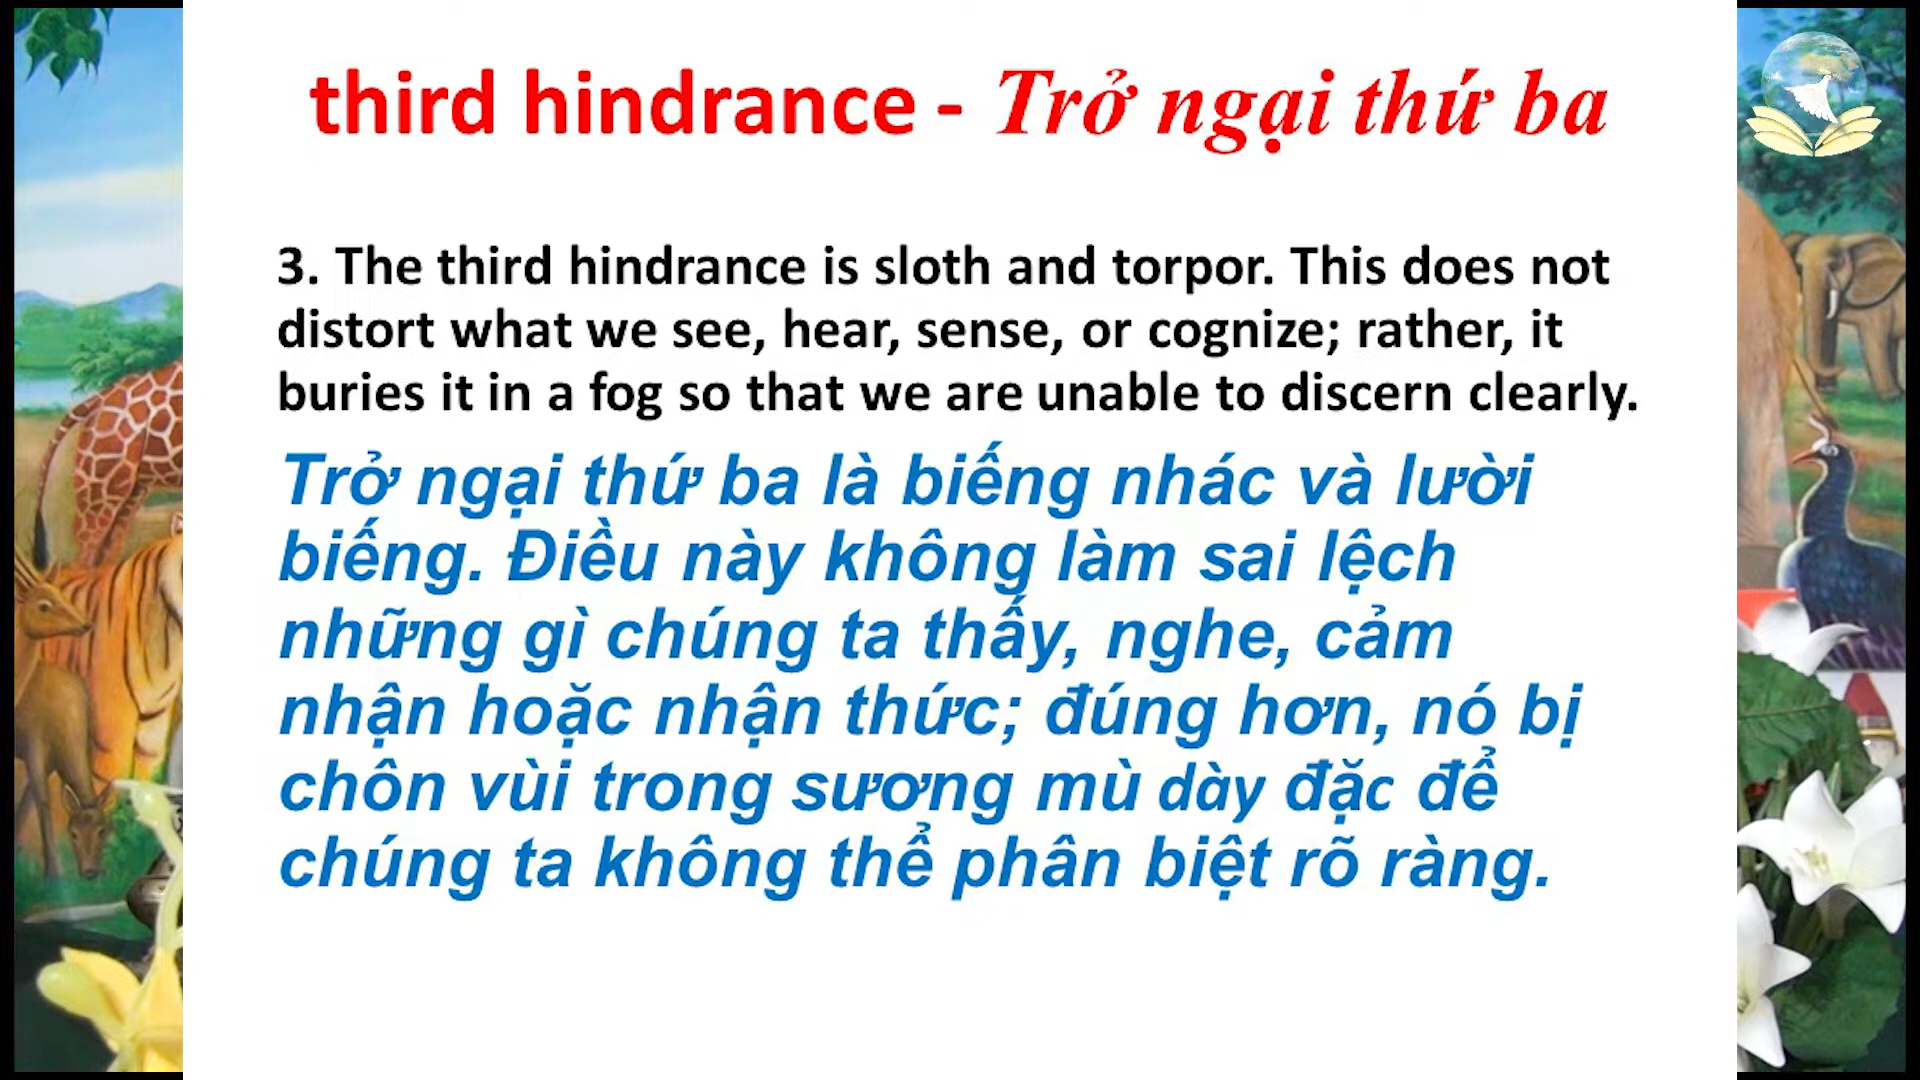 third hindrance - Trở ngại thứ ba
3. The third hindrance is sloth and torpor. This does not
distort what we see, hear, sense, or cognize; rather, it
buries it in a fog so that we are unable to discern clearly.
Trở ngại thứ ba là biếng nhác và lười
biếng. Điều này không làm sai lệch
những gì chúng ta thấy, nghe, cảm
nhận hoặc nhận thức; đúng hơn, nó bị
chôn vùi trong sương mù dày đặc để
chúng ta không thể phân biệt rõ ràng.